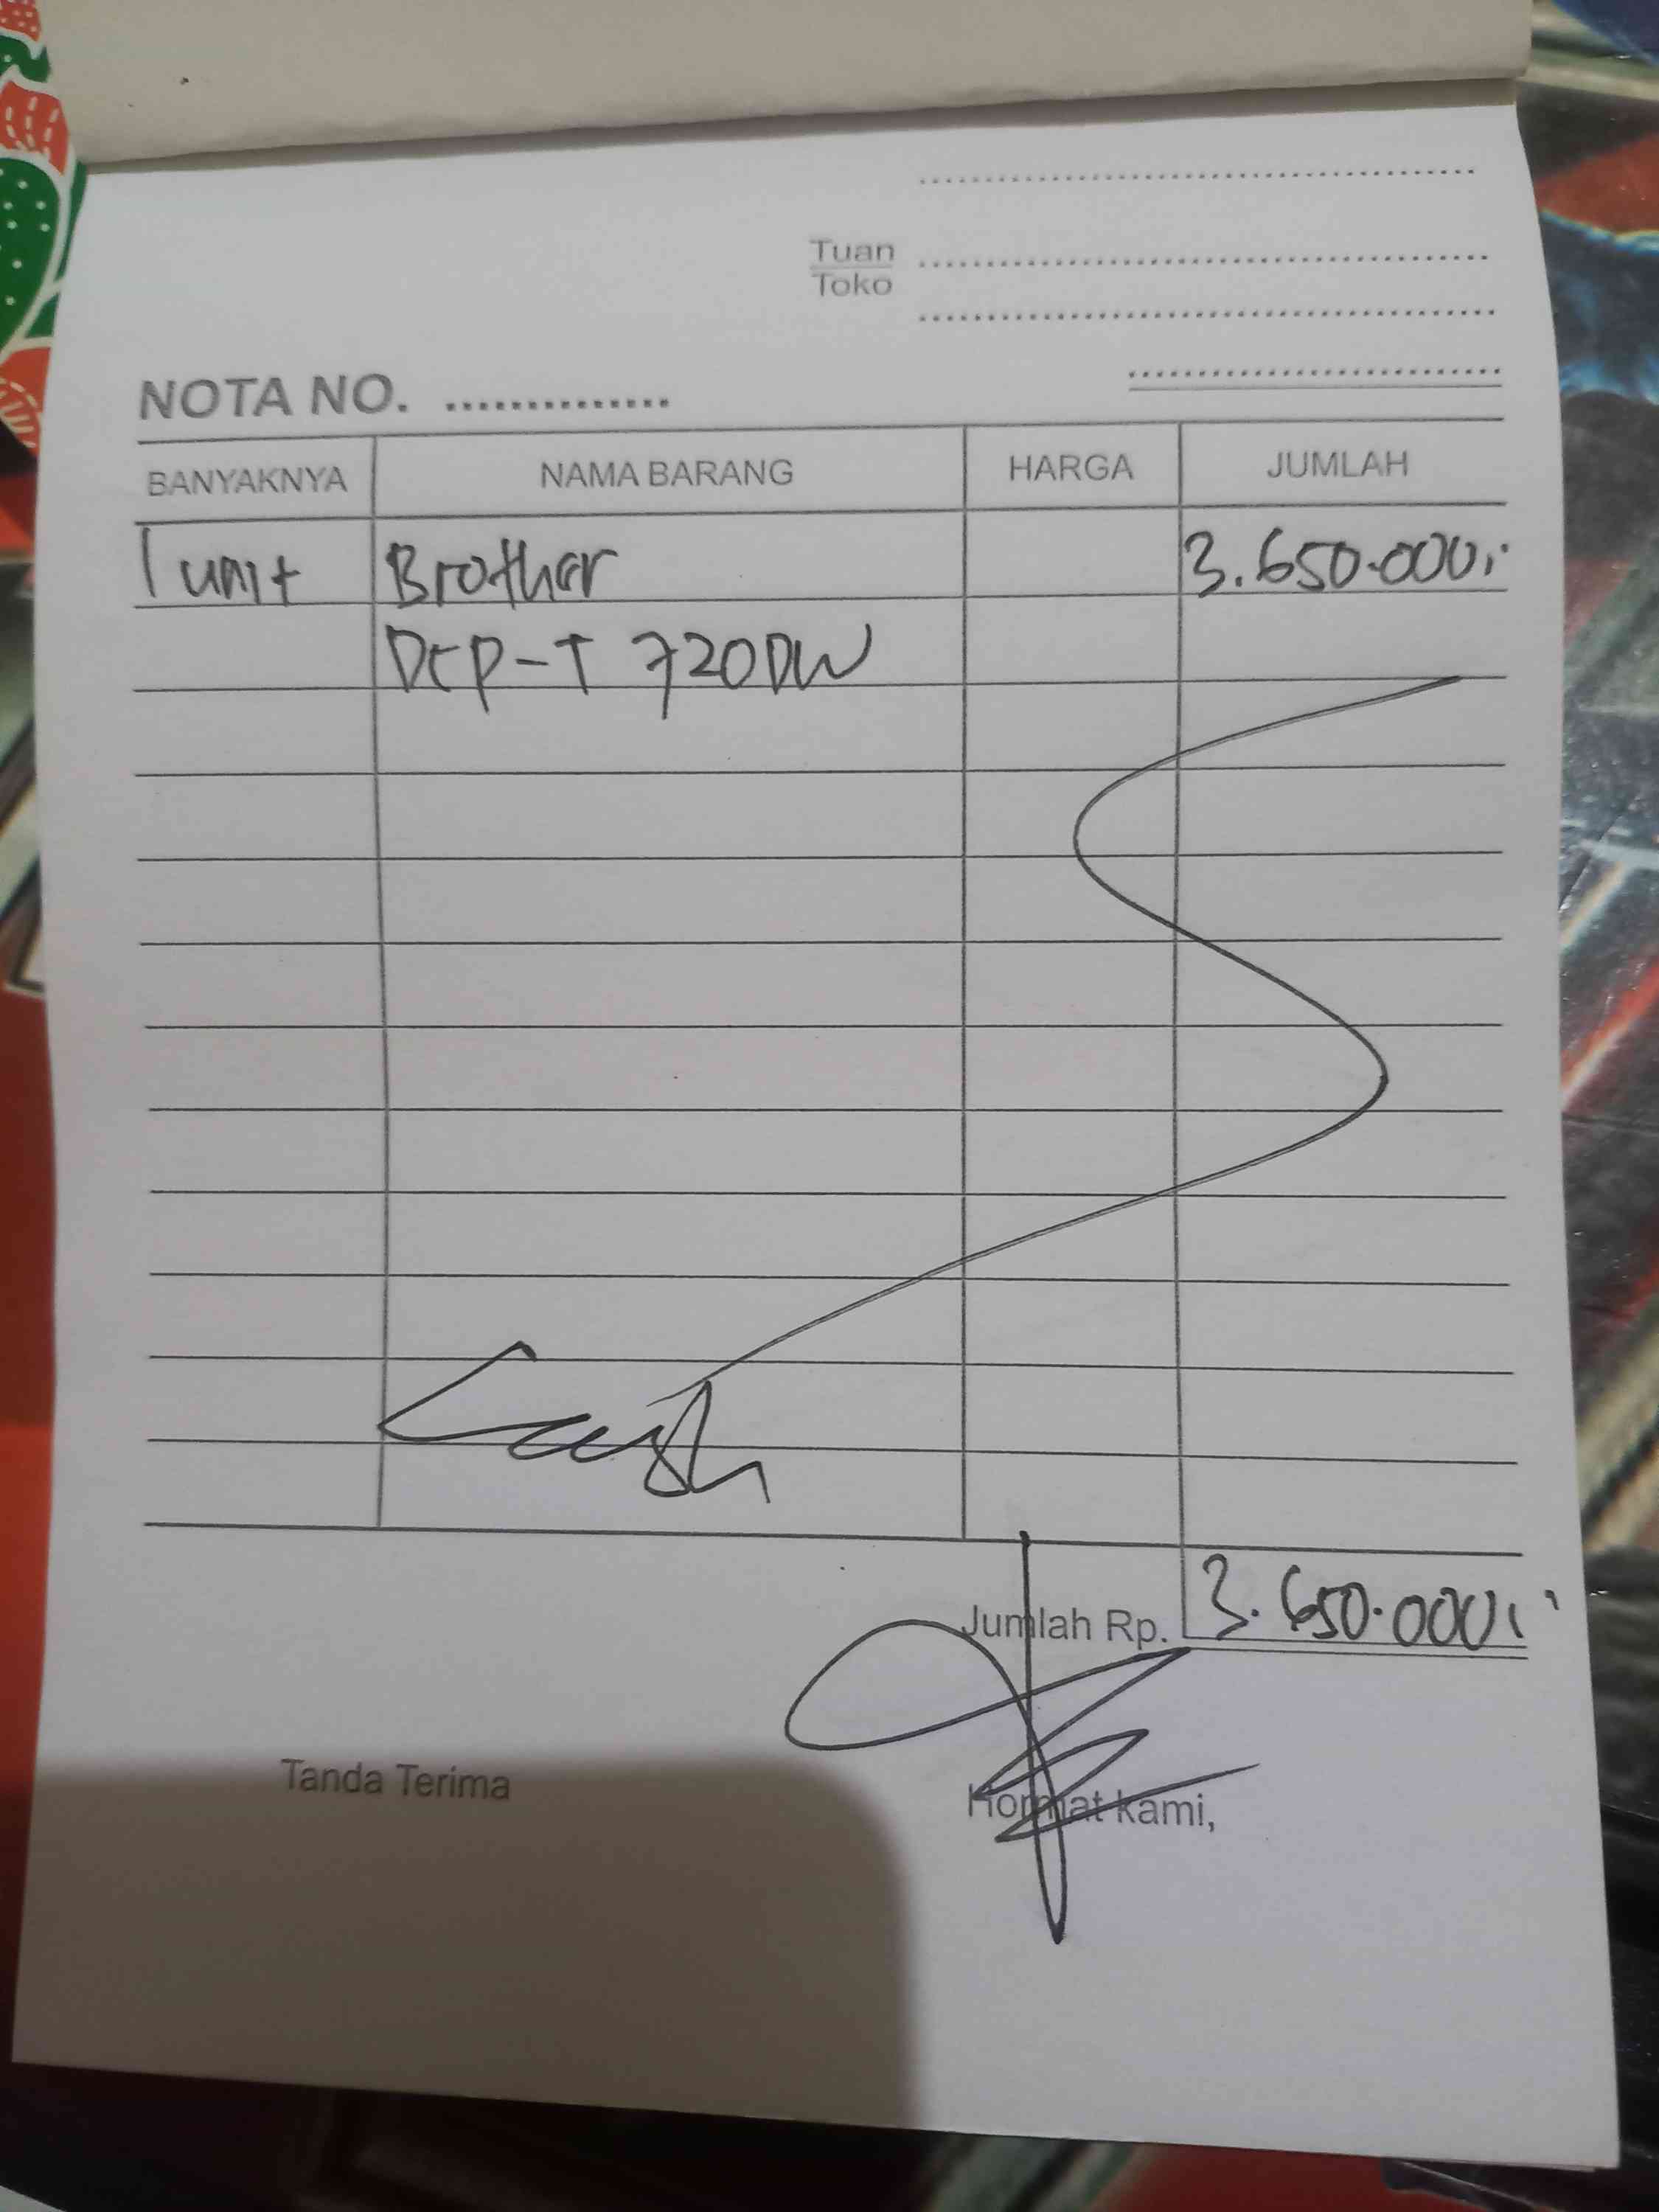 Tuan
Toko
NOTA NO. ..............
BANYAKNYA NAMA BARANG HARGA JUMLAH
1 unit Brother 3.650.000,-
DCP-T 720DW
Cash
Jumlah Rp. 3.650.000,-
Tanda Terima Hormat kami,